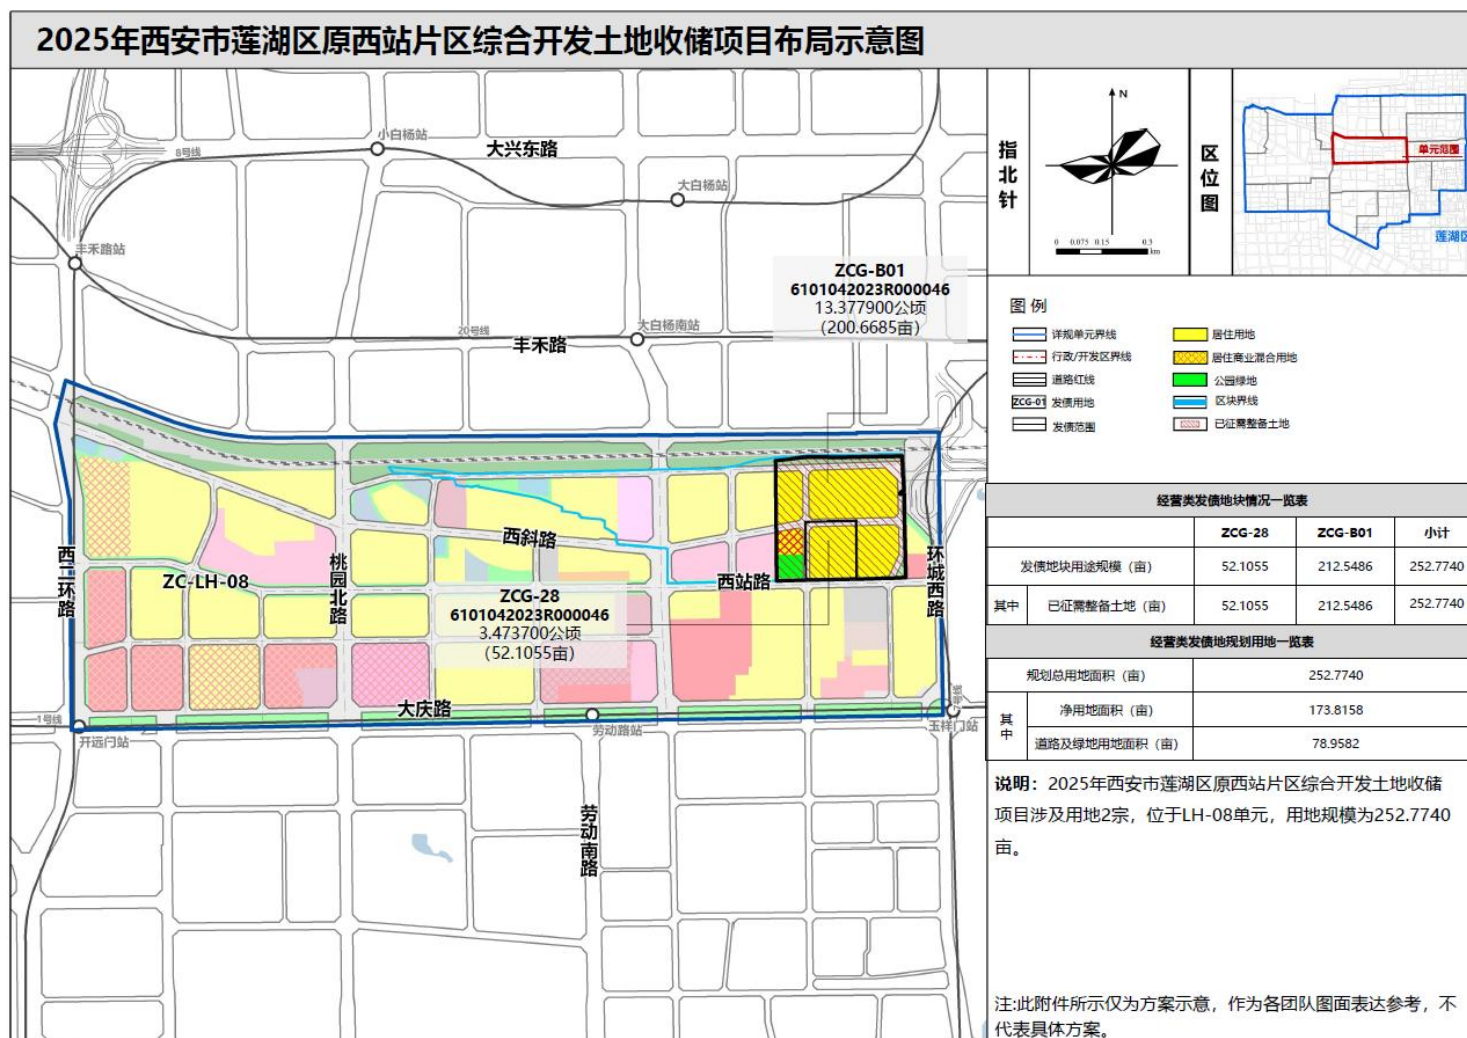 2025年西安市莲湖区原西站片区综合开发土地收储项目布局示意图
小白杨站
8号线
大兴东路
大白杨站
丰禾路站
ZCG-B01
6101042023R000046
13.377900公顷
（200.6685亩）
20号线
大白杨南站
丰禾路
西二环路
ZC-LH-08
桃园北路
西斜路
西站路
环城西路
ZCG-28
6101042023R000046
3.473700公顷
（52.1055亩）
大庆路
1号线
开远门站
劳动路站
玉祥门站
劳动南路
指北针
N
0 0.075 0.15 0.3
km
区位图
单元范围
莲湖区
图 例
详规单元界线
居住用地
行政/开发区界线
居住商业混合用地
道路红线
公园绿地
ZCG-01 发债用地
区块界线
发债范围
已征需整备土地
经营类发债地块情况一览表
ZCG-28 ZCG-B01 小计
发债地块用途规模（亩） 52.1055 212.5486 252.7740
其中 已征需整备土地（亩） 52.1055 212.5486 252.7740
经营类发债地规划用地一览表
规划总用地面积（亩） 252.7740
其中 净用地面积（亩） 173.8158
道路及绿地用地面积（亩） 78.9582
说明：2025年西安市莲湖区原西站片区综合开发土地收储
项目涉及用地2宗，位于LH-08单元，用地规模为252.7740
亩。
注:此附件所示仅为方案示意，作为各团队图面表达参考，不
代表具体方案。